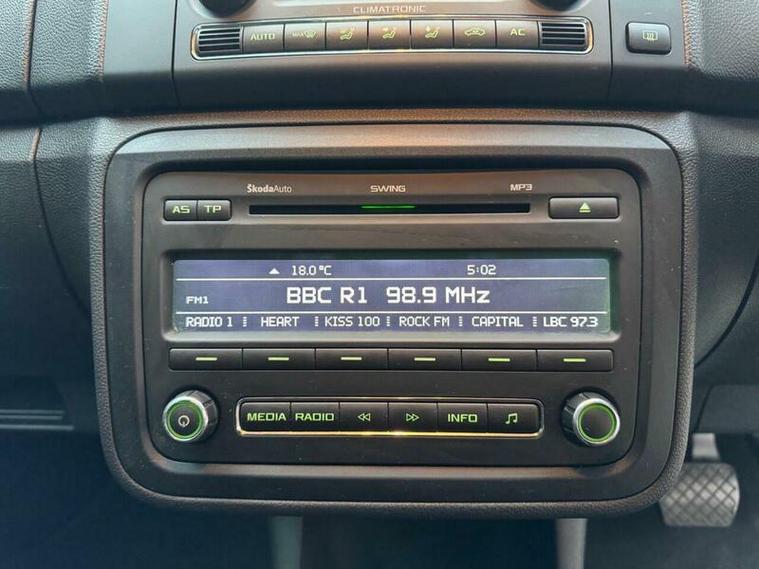 CLIMATRONIC
AUTO MAX AC
ŠkodaAuto SWING MP3
AS TP
18.0°C 5:02
FM1 BBC R1 98.9 MHz
RADIO 1 HEART KISS 100 ROCK FM CAPITAL LBC 97.3
MEDIA RADIO INFO